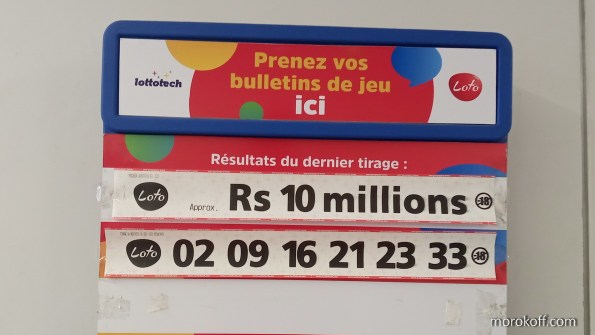 Prenez vos
bulletins de jeu
ici
lottotech
Loto
Résultats du dernier tirage :
Loto
Approx. Rs 10 millions
-18
Loto
02 09 16 21 23 33
-18
morokoff.com